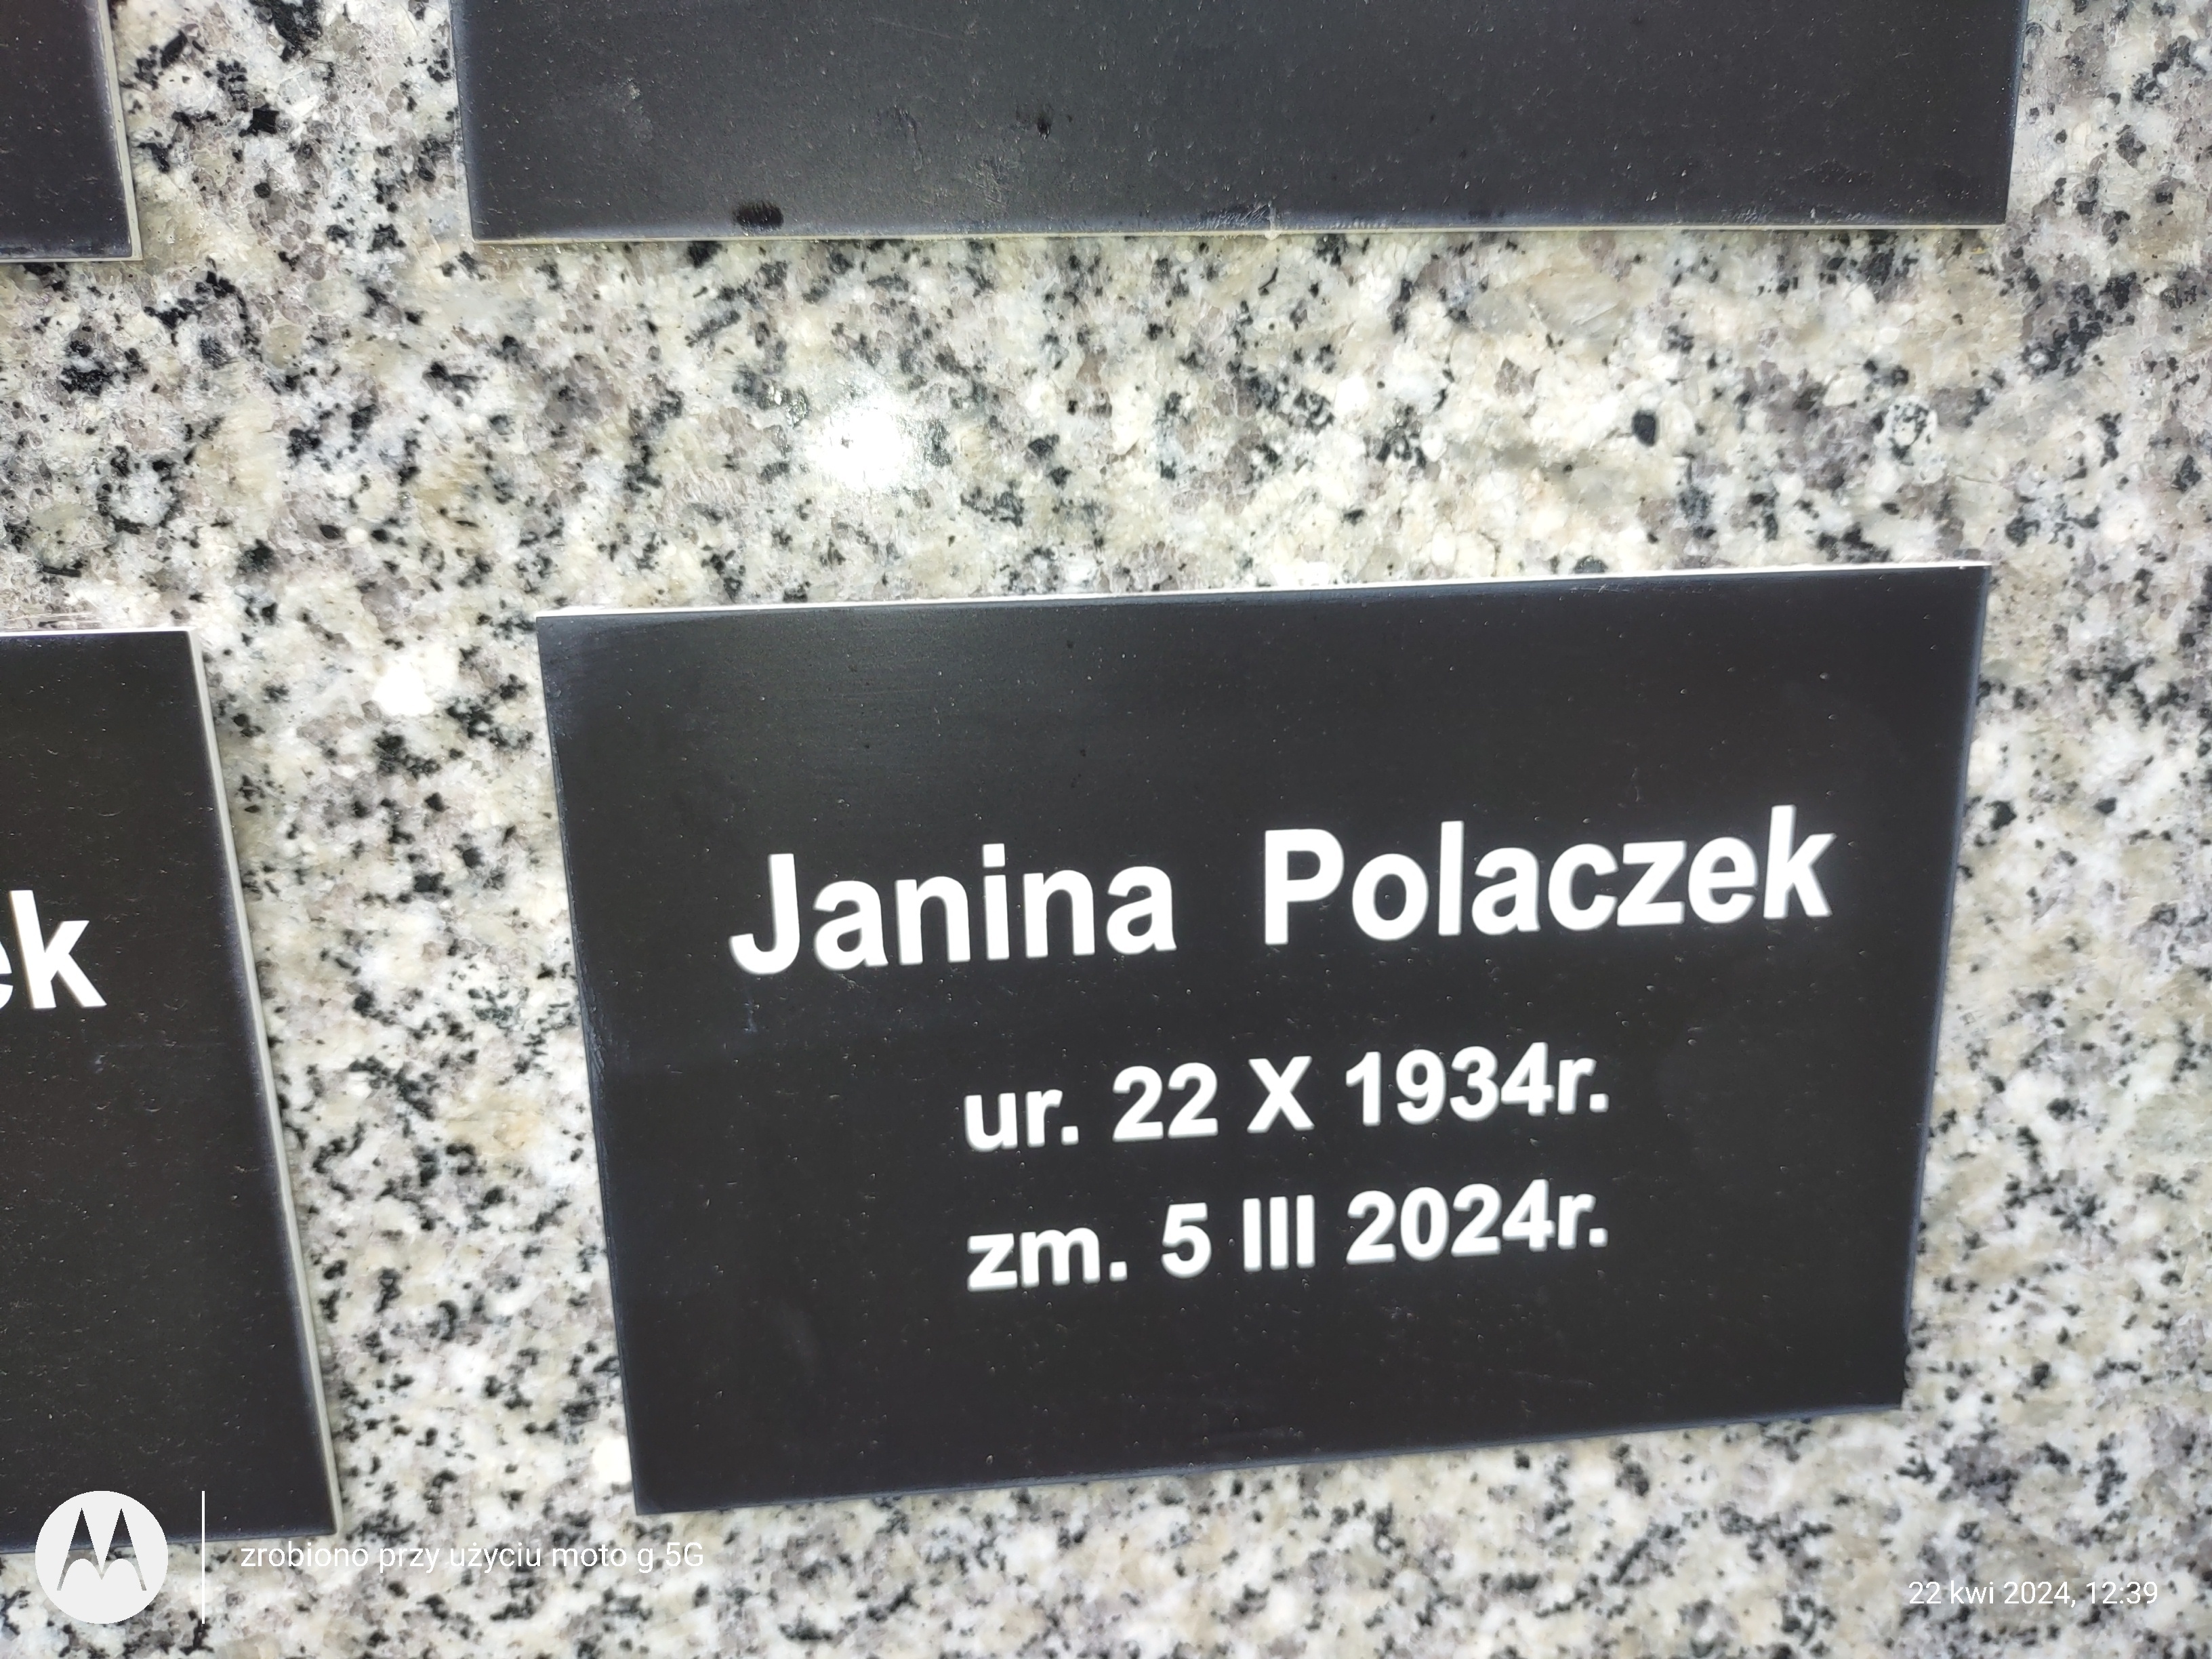 Janina Polaczek
ur. 22 X 1934r.
zm. 5 III 2024r.
ek
zrobiono przy użyciu moto g 5G
22 kwi 2024, 12:39